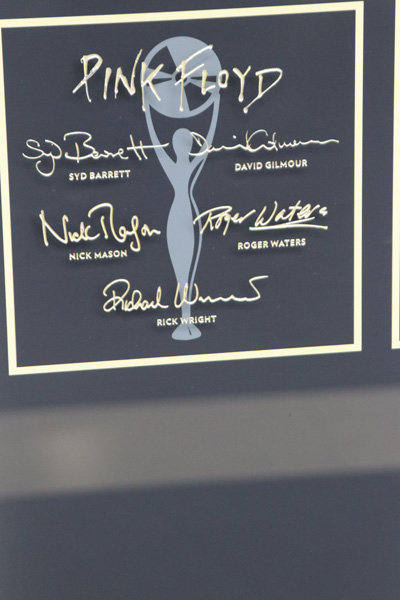 PINK FLOYD
Syd Barrett David Gilmour
SYD BARRETT DAVID GILMOUR
Nick Mason Roger Waters
NICK MASON ROGER WATERS
Richard Wright
RICK WRIGHT